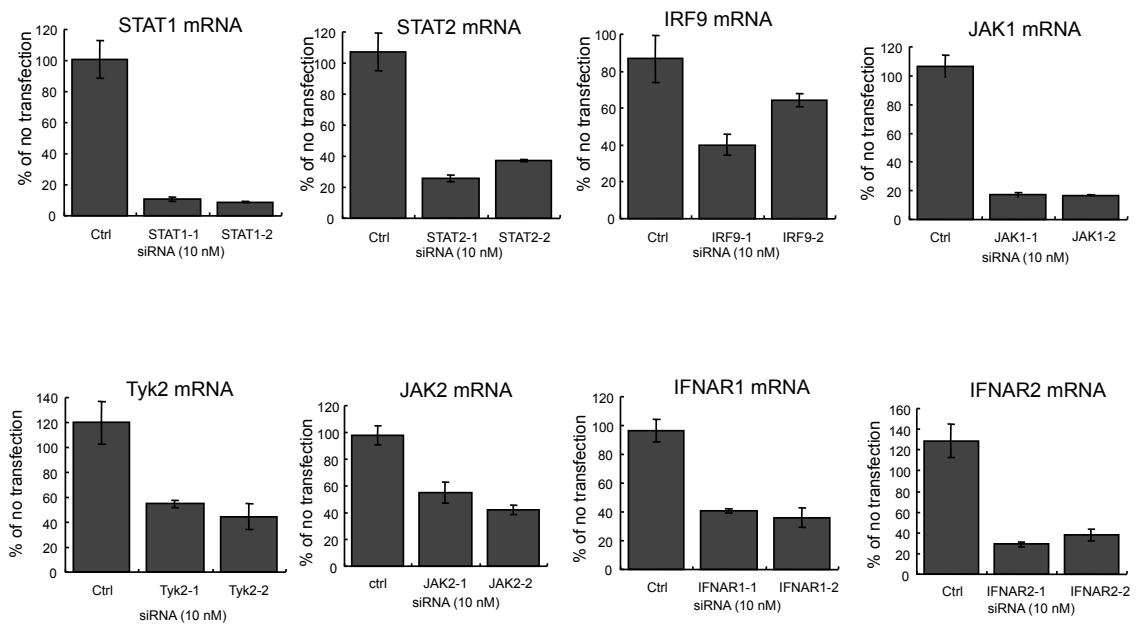 STAT1 mRNA
% of no transfection
120
100
80
60
40
20
0
Ctrl STAT1-1 STAT1-2
siRNA (10 nM)
STAT2 mRNA
% of no transfection
120
100
80
60
40
20
0
Ctrl STAT2-1 STAT2-2
siRNA (10 nM)
IRF9 mRNA
% of no transfection
100
80
60
40
20
0
Ctrl IRF9-1 IRF9-2
siRNA (10 nM)
JAK1 mRNA
% of no transfection
120
100
80
60
40
20
0
Ctrl JAK1-1 JAK1-2
siRNA (10 nM)
Tyk2 mRNA
% of no transfection
140
120
100
80
60
40
20
0
Ctrl Tyk2-1 Tyk2-2
siRNA (10 nM)
JAK2 mRNA
% of no transfection
120
100
80
60
40
20
0
Ctrl JAK2-1 JAK2-2
siRNA (10 nM)
IFNAR1 mRNA
% of no transfection
120
100
80
60
40
20
0
Ctrl IFNAR1-1 IFNAR1-2
siRNA (10 nM)
IFNAR2 mRNA
% of no transfection
160
140
120
100
80
60
40
20
0
Ctrl IFNAR2-1 IFNAR2-2
siRNA (10 nM)